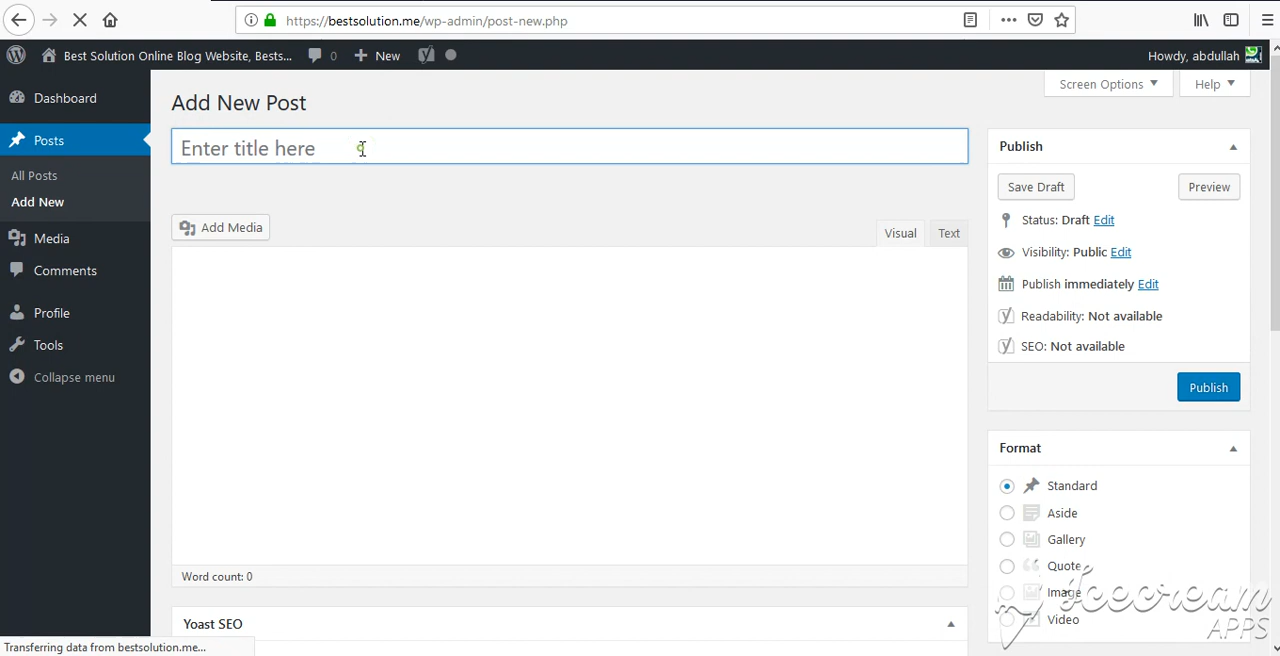 https://bestsolution.me/wp-admin/post-new.php
Best Solution Online Blog Website, Bests...
0
New
Howdy, abdullah
Dashboard
Posts
All Posts
Add New
Media
Comments
Profile
Tools
Collapse menu
Add New Post
Screen Options
Help
Enter title here
Add Media
Visual
Text
Word count: 0
Yoast SEO
Publish
Save Draft
Preview
Status: Draft Edit
Visibility: Public Edit
Publish immediately Edit
Readability: Not available
SEO: Not available
Publish
Format
Standard
Aside
Gallery
Quote
Image
Video
Icecream
APPS
Transferring data from bestsolution.me...